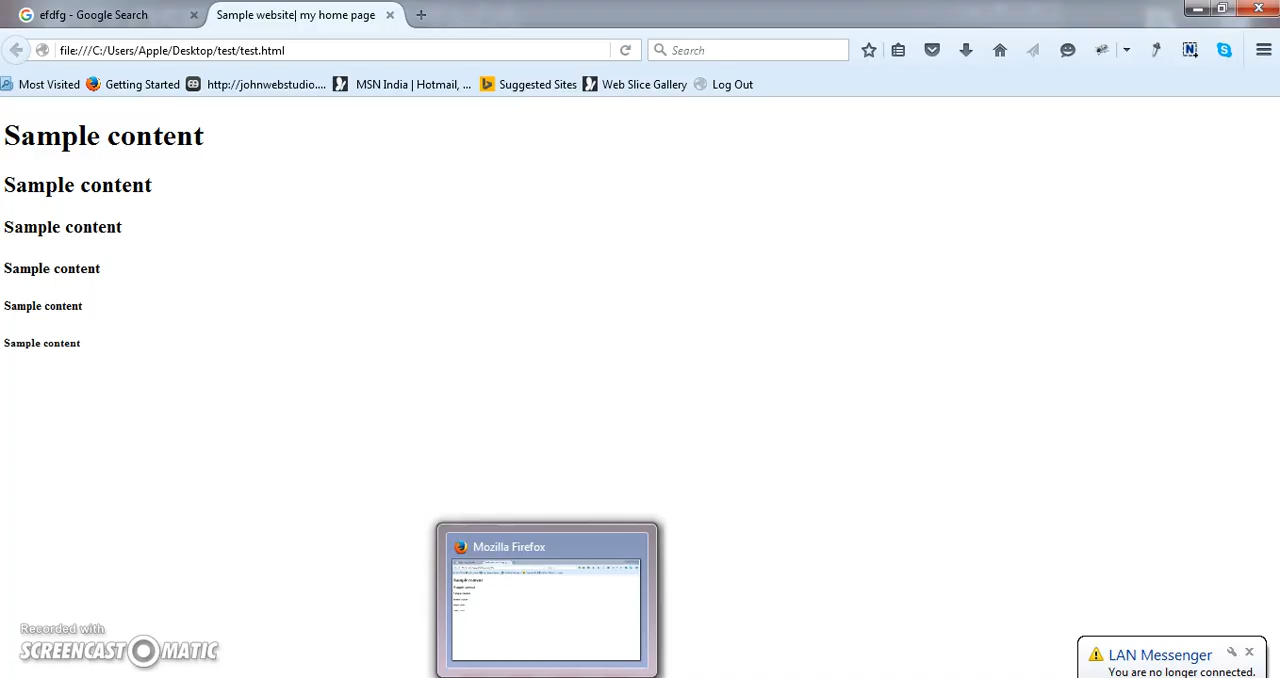 efdfg - Google Search
Sample website| my home page
file:///C:/Users/Apple/Desktop/test/test.html
Search
Most Visited
Getting Started
http://johnwebstudio....
MSN India | Hotmail, ...
Suggested Sites
Web Slice Gallery
Log Out
Sample content
Sample content
Sample content
Sample content
Sample content
Sample content
Mozilla Firefox
Recorded with
SCREENCAST O MATIC
LAN Messenger
You are no longer connected.